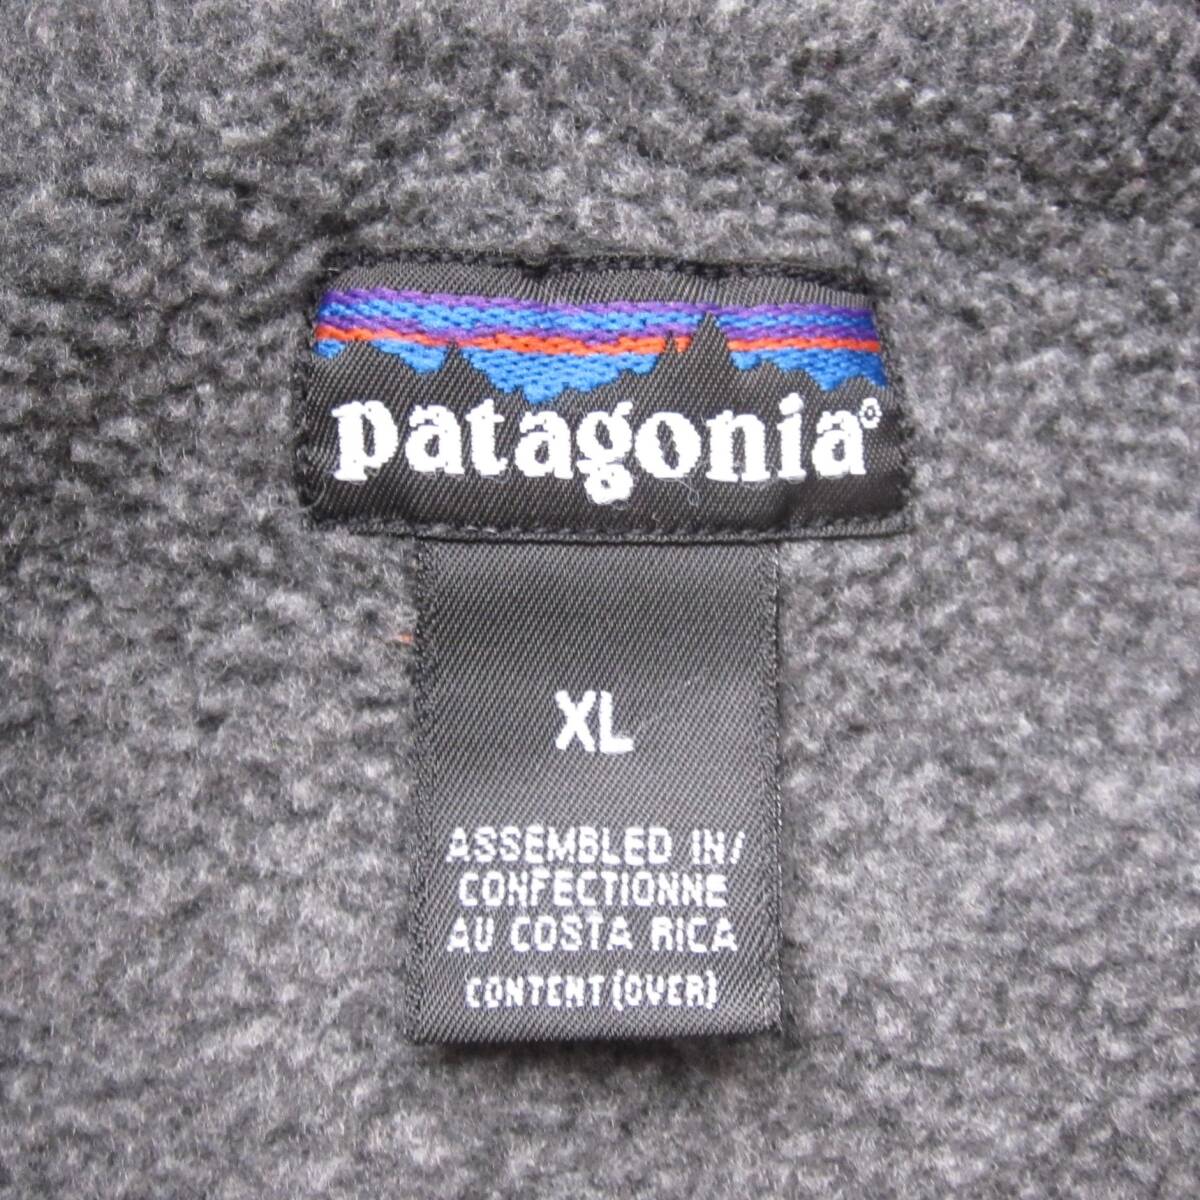 patagonia®
XL
ASSEMBLED IN/
CONFECTIONNE
AU COSTA RICA
CONTENT (OVER)